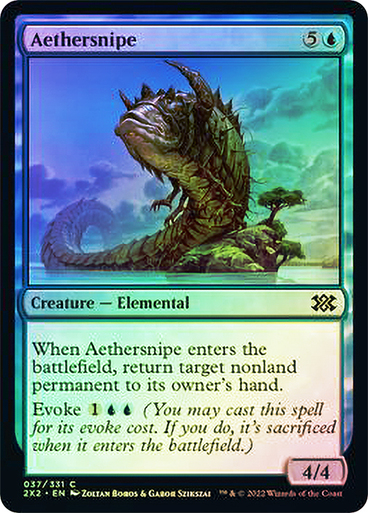 Aethersnipe 5
Creature — Elemental
When Aethersnipe enters the
battlefield, return target nonland
permanent to its owner's hand.
Evoke 1 (You may cast this spell
for its evoke cost. If you do, it's sacrificed
when it enters the battlefield.)
4/4
037/331 C
2X2 • EN Zoltan Boros & Gabor Szikszai ™ & © 2022 Wizards of the Coast